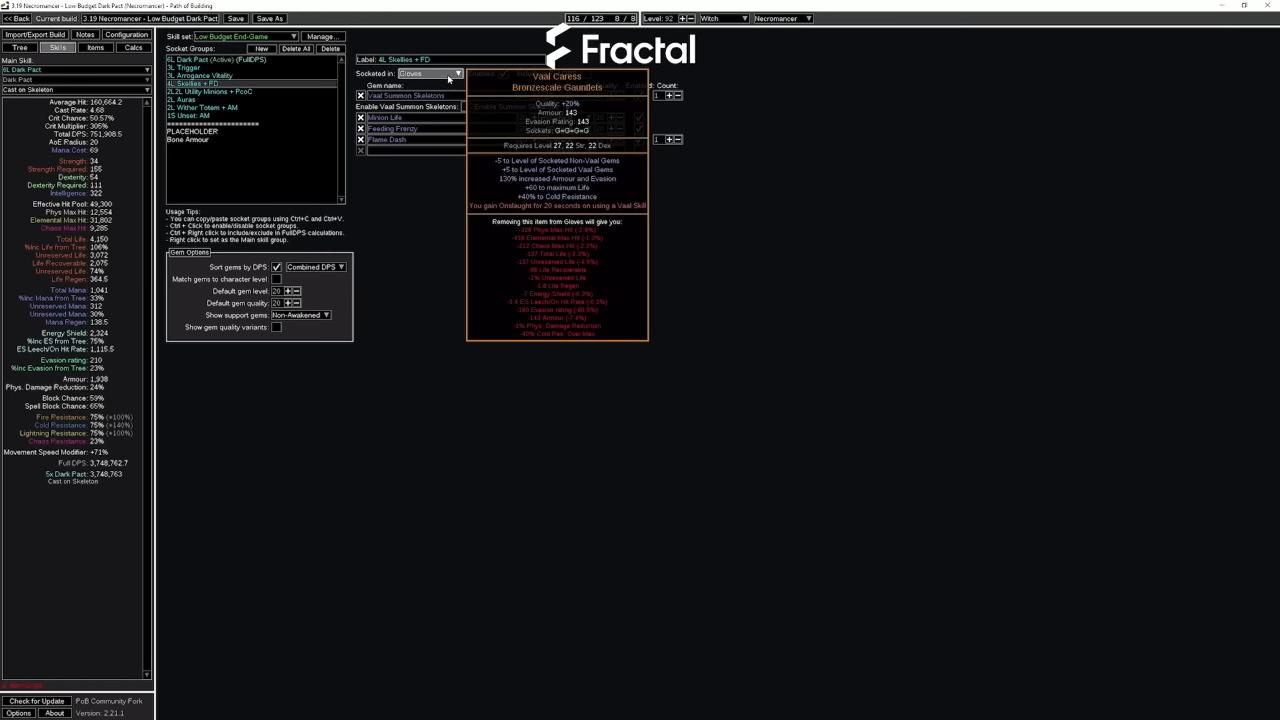 3.19 Necromancer - Low Budget Dark Pact - Path of Building
<< Back Current build: 3.19 Necromancer - Low Budget Dark Pact Save Save As 116 / 123 8 / 8 Level: 92 + - Witch Necromancer
Import/Export Build Notes Configuration
Tree Skills Items Calcs
Main Skill:
6L Dark Pact
Dark Pact
Cast on Skeleton
Average Hit: 160,664.2
Cast Rate: 4.68
Crit Chance: 50.57%
Crit Multiplier: 305%
Total DPS: 751,908.5
AoE Radius: 20
Mana Cost: 69
Strength: 34
Strength Required: 155
Dexterity: 54
Dexterity Required: 111
Intelligence: 322
Effective Hit Pool: 49,300
Phys Max Hit: 12,554
Elemental Max Hit: 31,802
Chaos Max Hit: 9,285
Total Life: 4,150
%Inc Life from Tree: 106%
Unreserved Life: 3,072
Life Recoverable: 2,075
Unreserved Life: 74%
Life Regen: 364.5
Total Mana: 1,041
%Inc Mana from Tree: 33%
Unreserved Mana: 312
Unreserved Mana: 30%
Mana Regen: 138.5
Energy Shield: 2,324
%Inc ES from Tree: 75%
ES Leech/On Hit Rate: 1,115.5
Evasion rating: 210
%Inc Evasion from Tree: 23%
Armour: 1,938
Phys. Damage Reduction: 24%
Block Chance: 59%
Spell Block Chance: 65%
Fire Resistance: 75% (+100%)
Cold Resistance: 75% (+140%)
Lightning Resistance: 75% (+100%)
Chaos Resistance: 23%
Movement Speed Modifier: +71%
Full DPS: 3,748,762.7
5x Dark Pact: 3,748,763
Cast on Skeleton
Check for Update PoB Community Fork
Options About Version: 2.21.1
Skill set: Low Budget End-Game Manage...
Socket Groups: New Delete All Delete
6L Dark Pact (Active) (FullDPS)
3L Trigger
3L Arrogance Vitality
4L Skellies + FD
2L.2L Utility Minions + PcoC
2L Auras
2L Wither Totem + AM
1S Unset: AM
========================
PLACEHOLDER
Bone Armour
Usage Tips:
- You can copy/paste socket groups using Ctrl+C and Ctrl+V.
- Ctrl + Click to enable/disable socket groups.
- Ctrl + Right click to include/exclude in FullDPS calculations.
- Right click to set as the Main skill group.
Gem Options
Sort gems by DPS: Combined DPS
Match gems to character level:
Default gem level: 20 + -
Default gem quality: 20 + -
Show support gems: Non-Awakened
Show gem quality variants:
Label: 4L Skellies + FD
Socketed in: Gloves
Gem name: Count:
Vaal Summon Skeletons 1 + -
Enable Vaal Summon Skeletons:
Minion Life
Feeding Frenzy
Flame Dash 1 + -
Fractal
Vaal Caress
Bronzescale Gauntlets
Quality: +20%
Armour: 143
Evasion Rating: 143
Sockets: G=G=G=G
Requires Level 27, 22 Str, 22 Dex
-5 to Level of Socketed Non-Vaal Gems
+5 to Level of Socketed Vaal Gems
130% increased Armour and Evasion
+60 to maximum Life
+40% to Cold Resistance
You gain Onslaught for 20 seconds on using a Vaal Skill
Removing this item from Gloves will give you:
-137 Total Life (-3.3%)
-1% Unreserved Life
-143 Armour (-7.4%)
-1% Phys. Damage Reduction
-40% Cold Res. Over Max